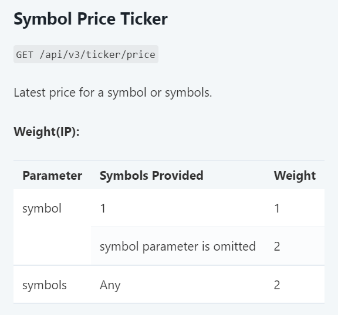 Symbol Price Ticker
GET /api/v3/ticker/price
Latest price for a symbol or symbols.
Weight(IP):
Parameter Symbols Provided Weight
symbol 1 1
symbol parameter is omitted 2
symbols Any 2